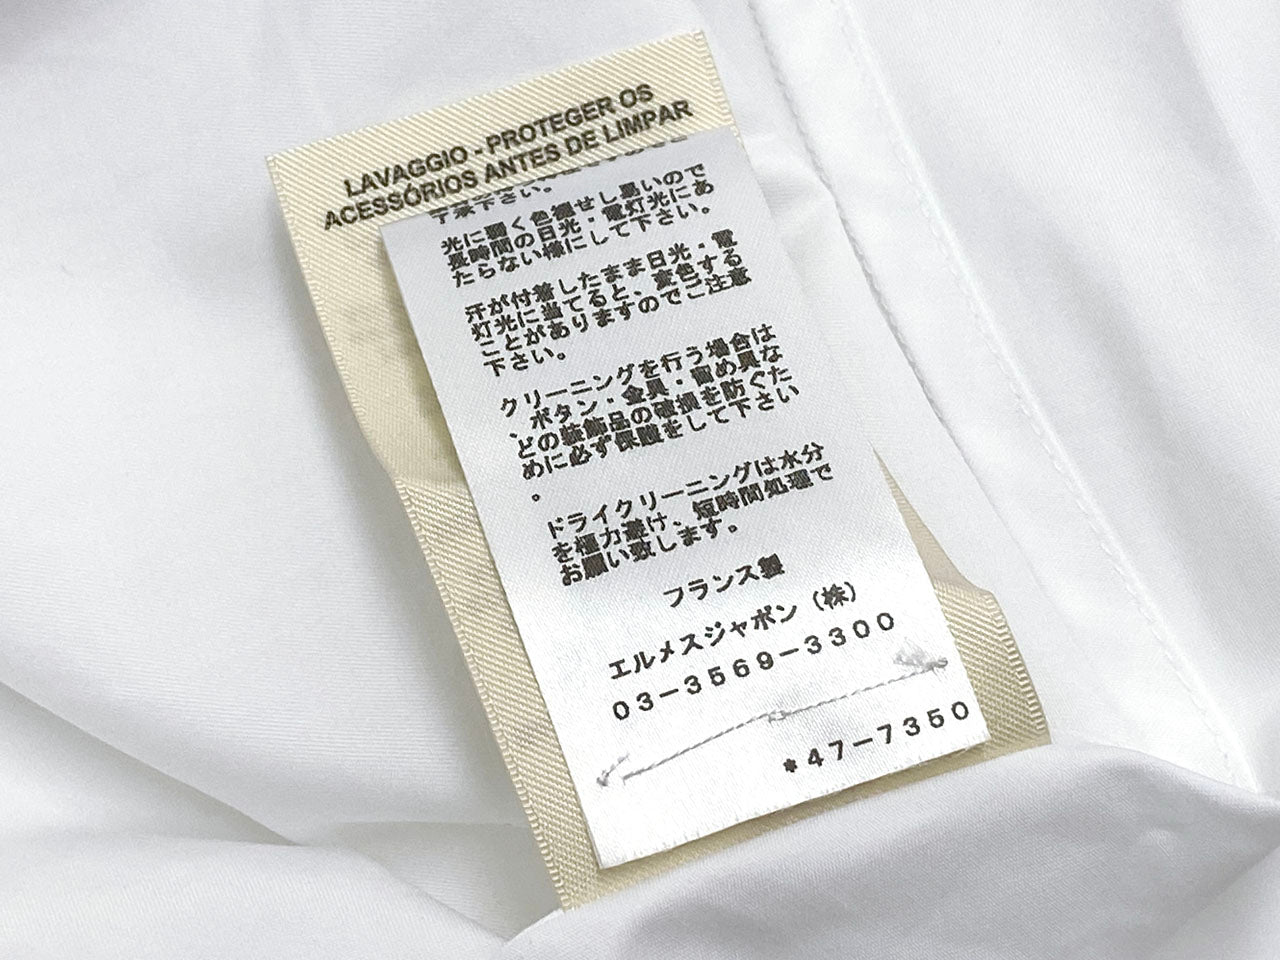 LAVAGGIO - PROTEGER OS
ACESSÓRIOS ANTES DE LIMPAR
了承下さい。
光に弱く色褪せし易いので
長時間の日光・電灯光にあ
たらない様にして下さい。
汗が付着したまま日光・電
灯光に当てると、変色する
ことがありますのでご注意
下さい。
クリーニングを行う場合は
、ボタン・金具・留め具な
どの装飾品の破損を防ぐた
めに必ず保護をして下さい
。
ドライクリーニングは水分
を極力避け、短時間処理で
お願い致します。
フランス製
エルメスジャポン（株）
03-3569-3300
*47-7350